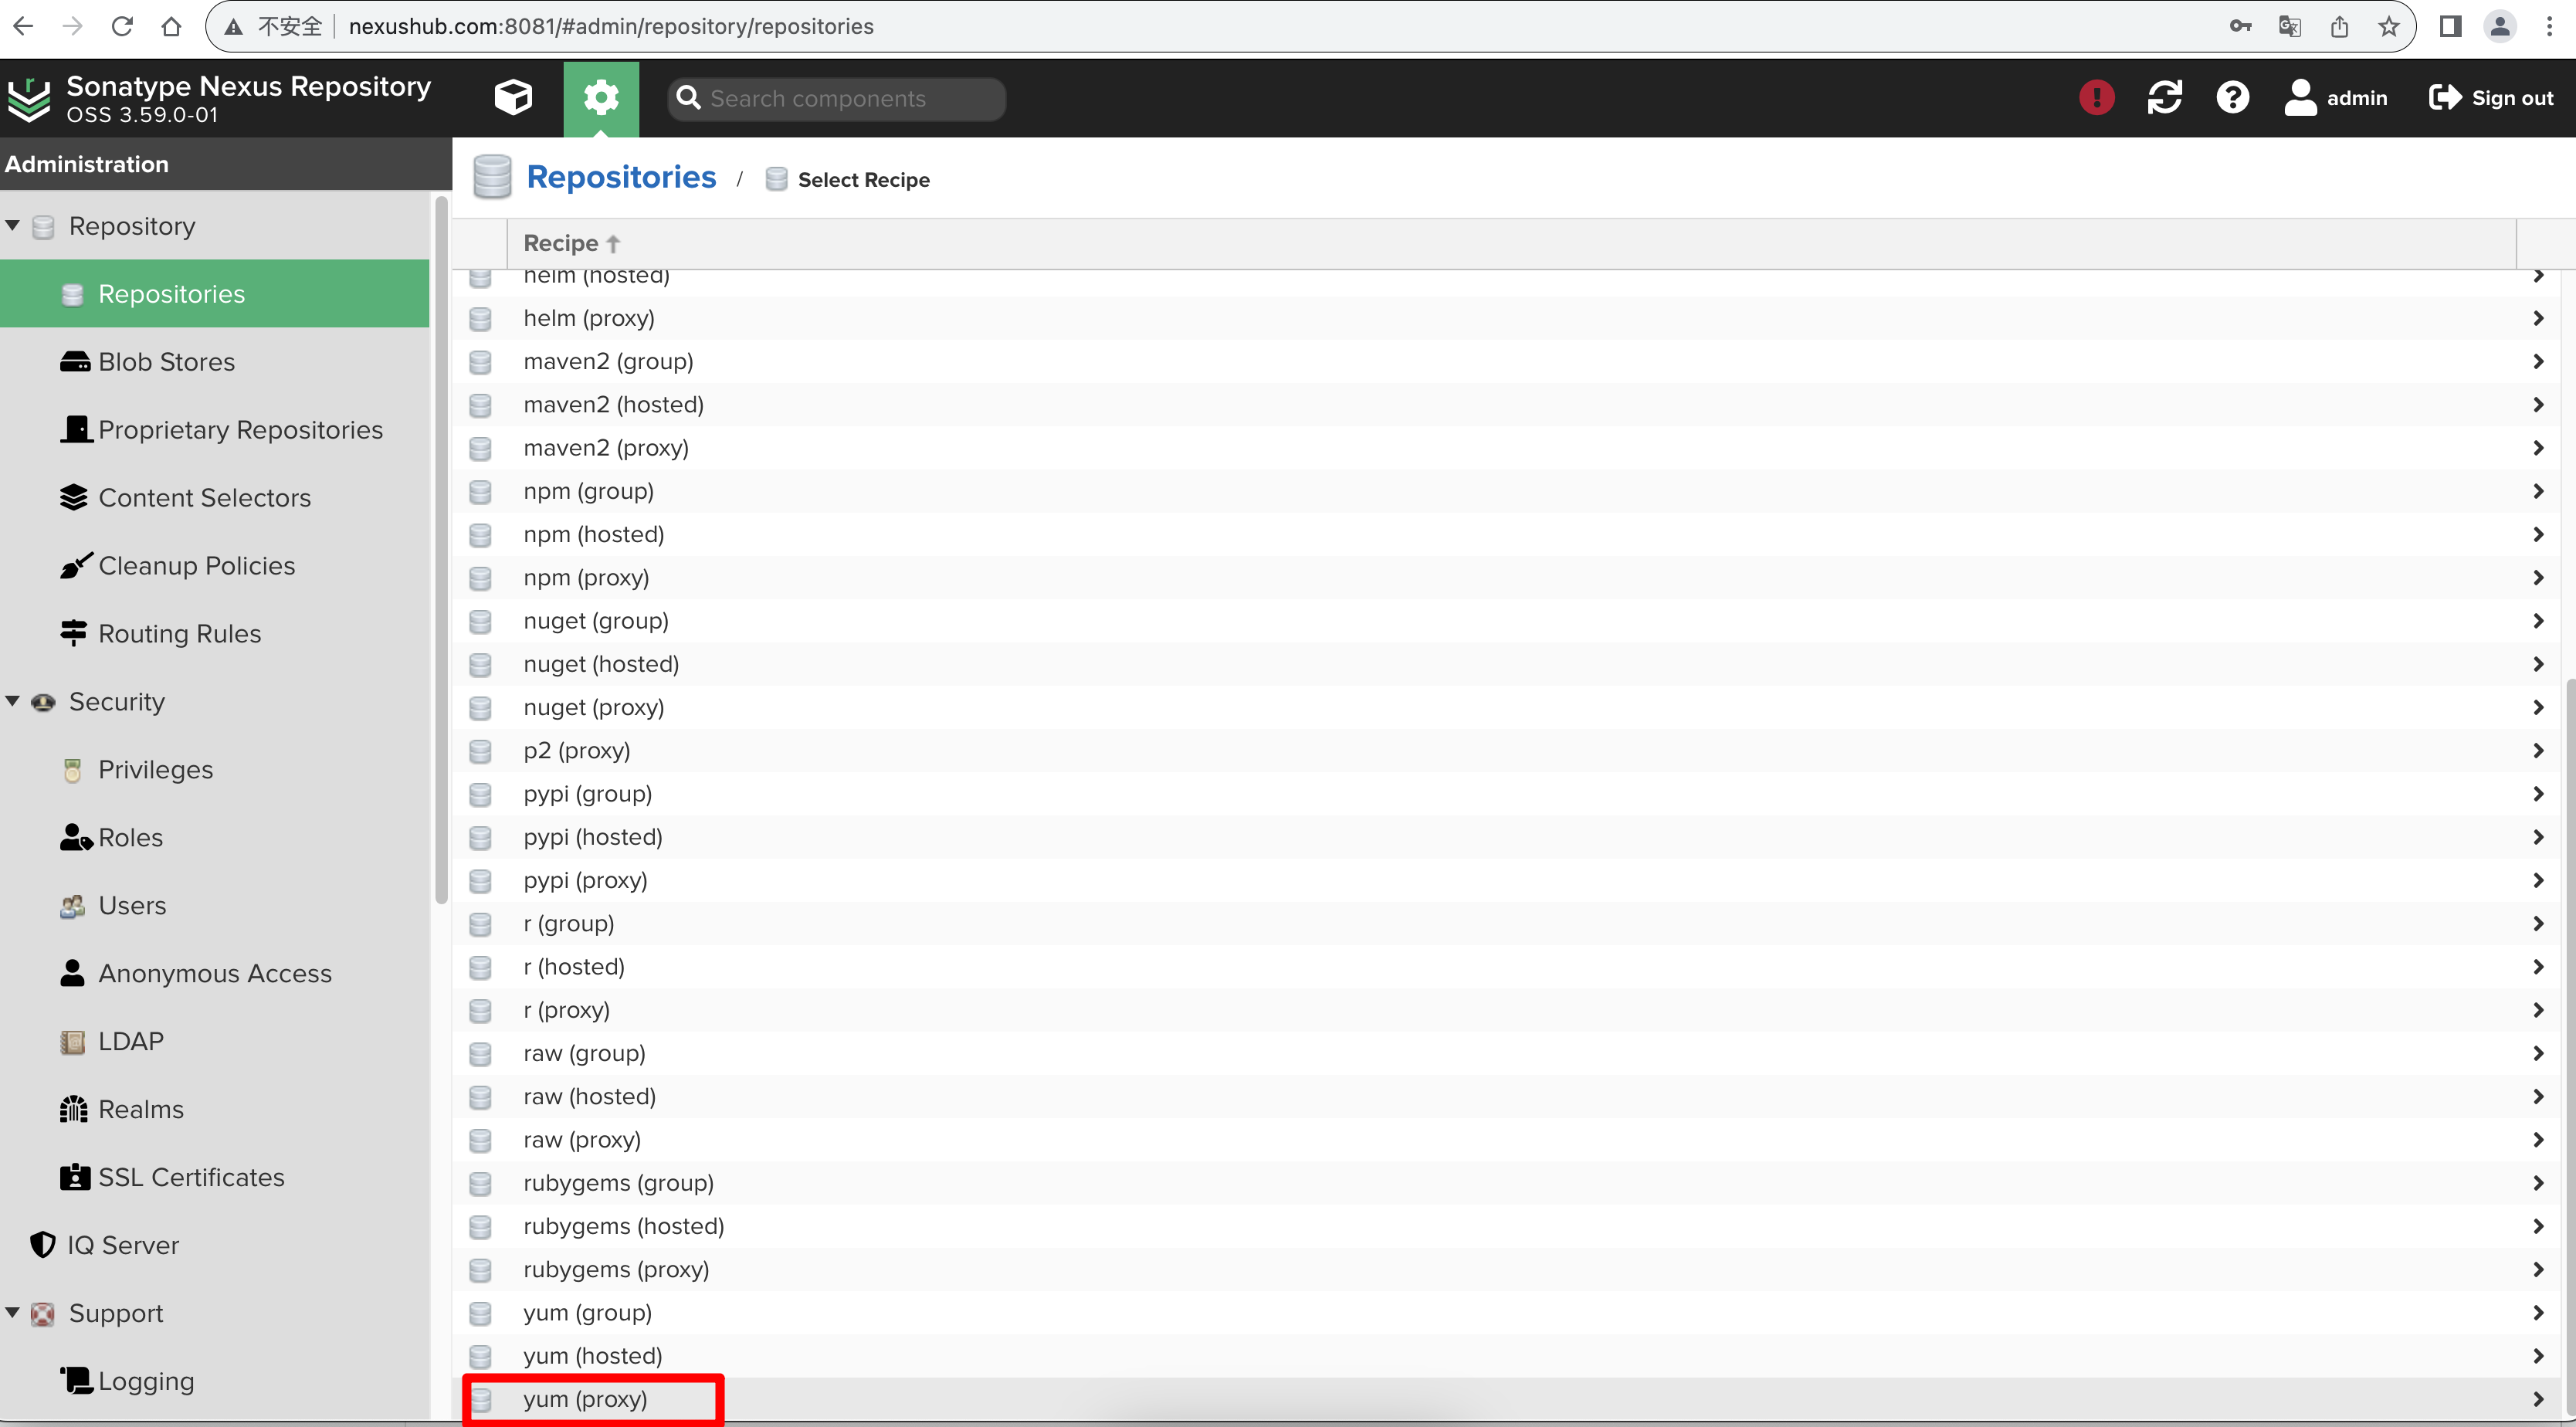 不安全 nexushub.com:8081/#admin/repository/repositories
Sonatype Nexus Repository
OSS 3.59.0-01
Search components
admin
Sign out
Administration
Repository
Repositories
Blob Stores
Proprietary Repositories
Content Selectors
Cleanup Policies
Routing Rules
Security
Privileges
Roles
Users
Anonymous Access
LDAP
Realms
SSL Certificates
IQ Server
Support
Logging
Repositories / Select Recipe
Recipe
helm (hosted)
helm (proxy)
maven2 (group)
maven2 (hosted)
maven2 (proxy)
npm (group)
npm (hosted)
npm (proxy)
nuget (group)
nuget (hosted)
nuget (proxy)
p2 (proxy)
pypi (group)
pypi (hosted)
pypi (proxy)
r (group)
r (hosted)
r (proxy)
raw (group)
raw (hosted)
raw (proxy)
rubygems (group)
rubygems (hosted)
rubygems (proxy)
yum (group)
yum (hosted)
yum (proxy)